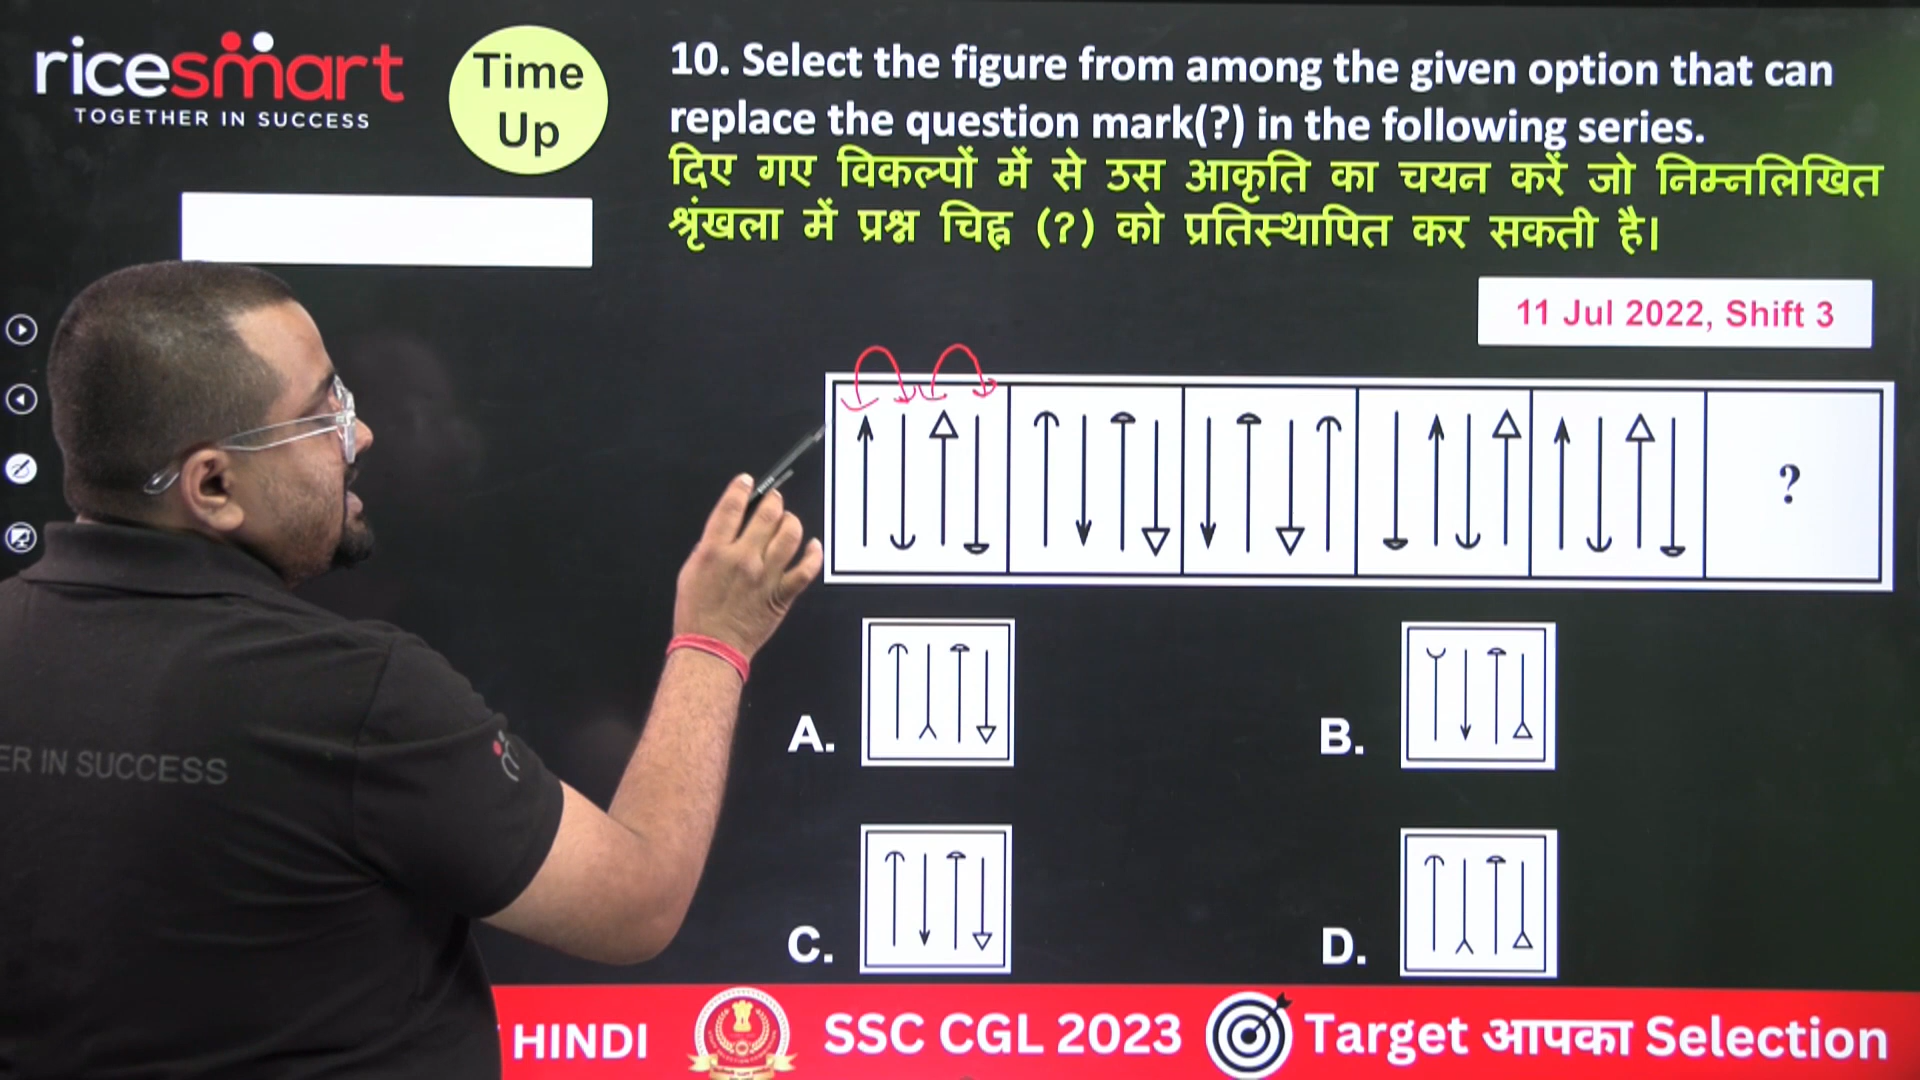 ricesmart
TOGETHER IN SUCCESS
Time
Up
10. Select the figure from among the given option that can
replace the question mark(?) in the following series.
दिए गए विकल्पों में से उस आकृति का चयन करें जो निम्नलिखित
श्रृंखला में प्रश्न चिह्न (?) को प्रतिस्थापित कर सकती है।
11 Jul 2022, Shift 3
?
A.
B.
C.
D.
ER IN SUCCESS
HINDI
SSC CGL 2023
Target आपका Selection